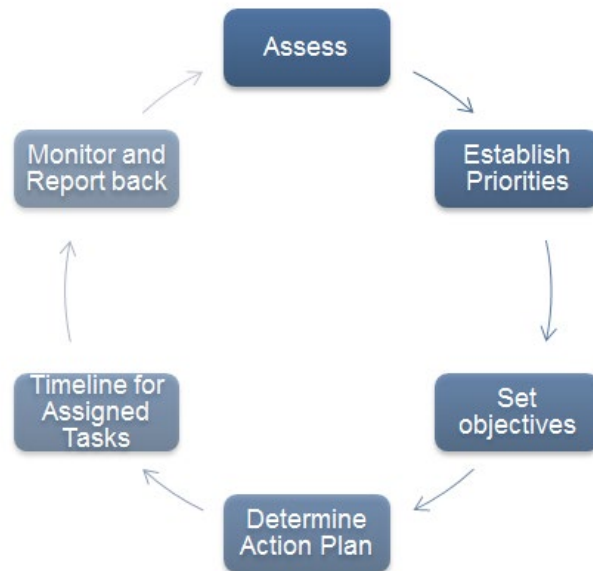 Assess
Establish
Priorities
Set
objectives
Determine
Action Plan
Timeline for
Assigned
Tasks
Monitor and
Report back